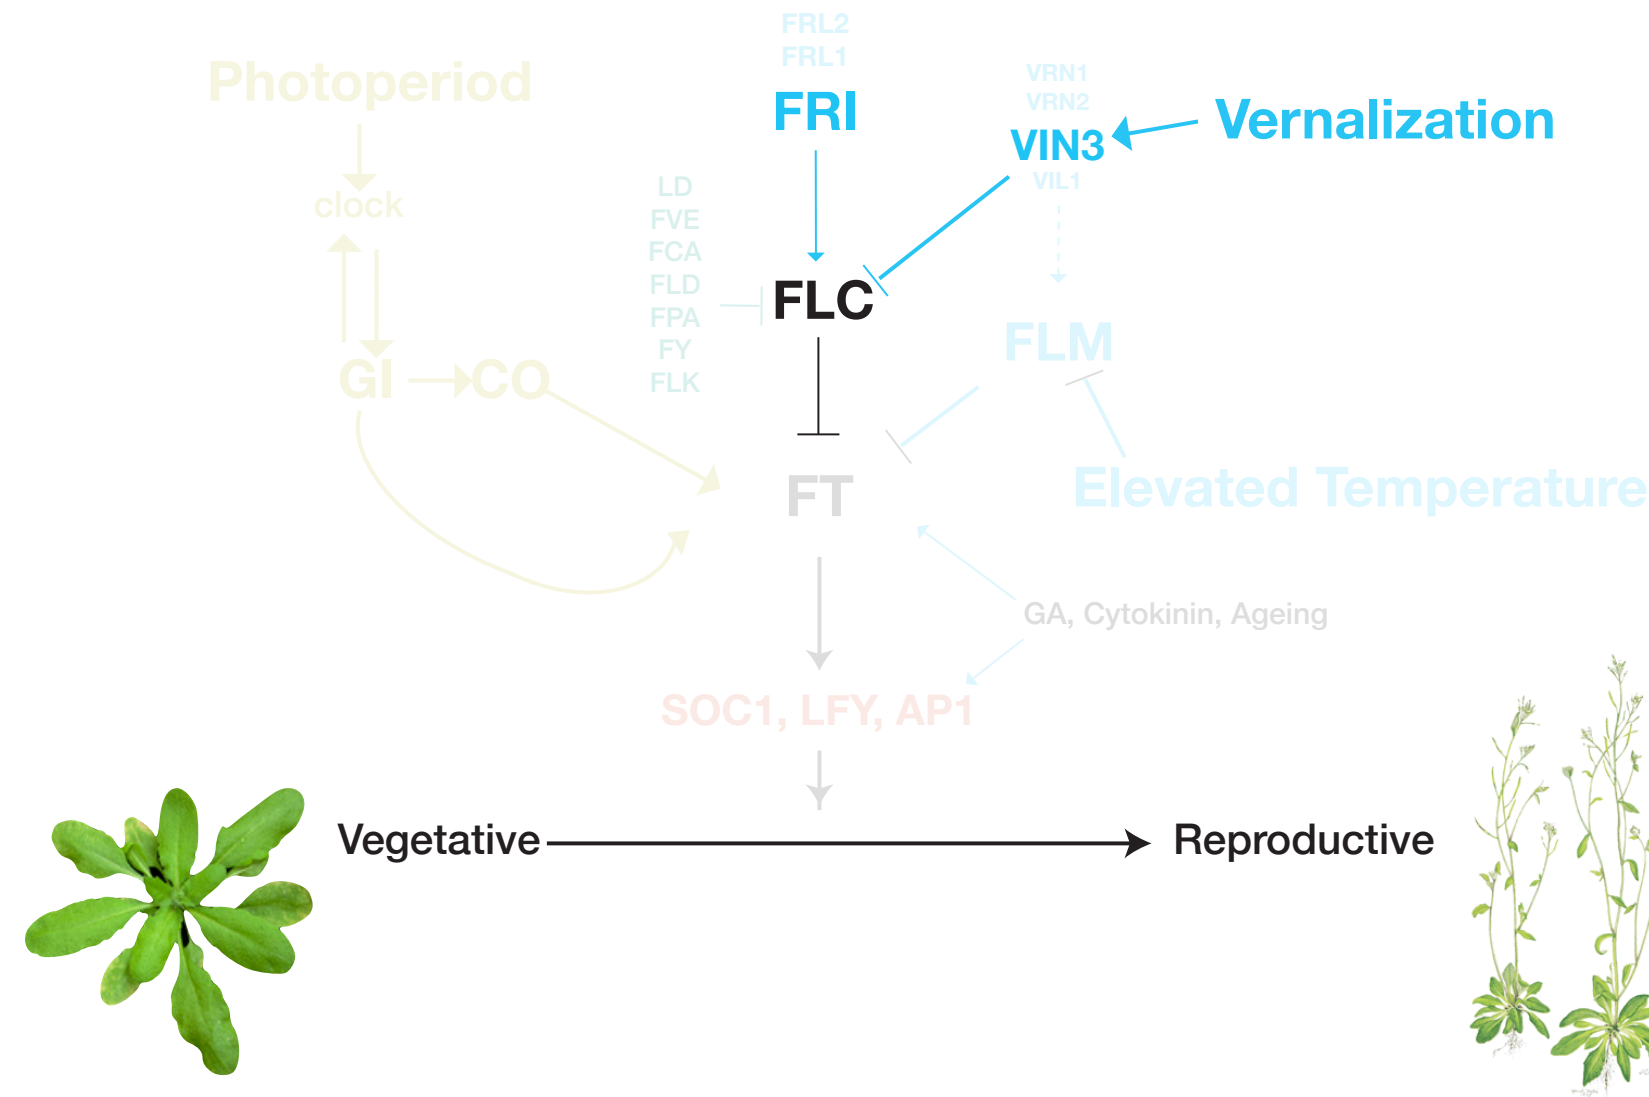 FRL2
FRL1
FRI
Photoperiod
clock
GI
CO
VRN1
VRN2
VIN3
VIL1
Vernalization
LD
FVE
FCA
FLD
FPA
FY
FLK
FLC
FLM
FT
Elevated Temperature
GA, Cytokinin, Ageing
SOC1, LFY, AP1
Vegetative
Reproductive